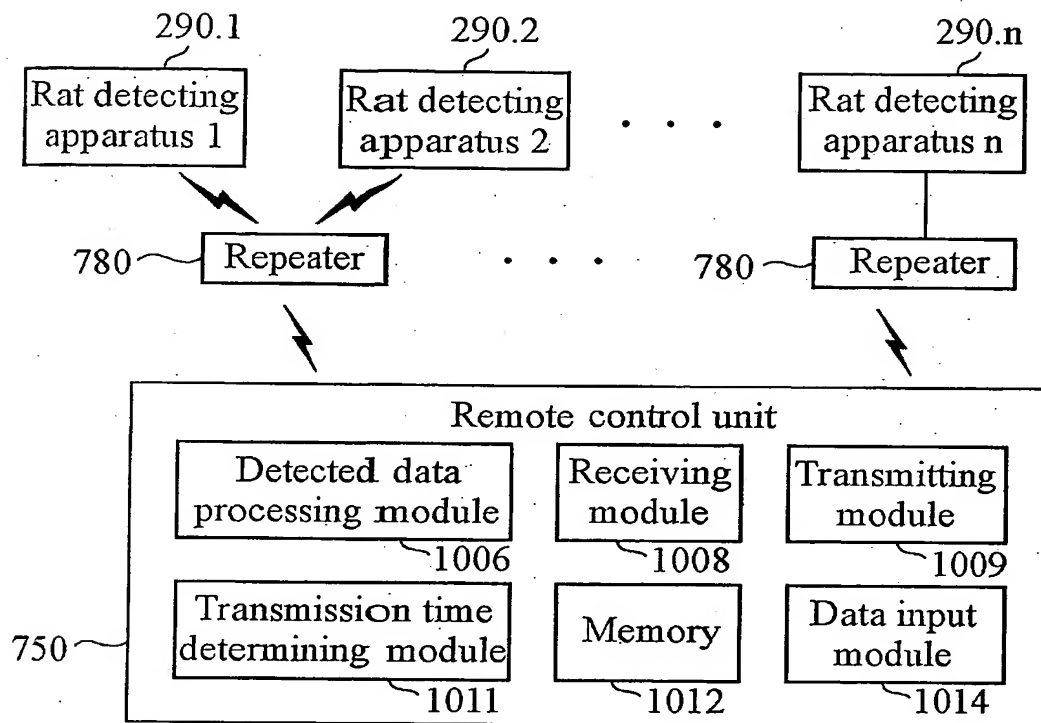 290.1
290.2
290.n
Rat detecting
apparatus 1
Rat detecting
apparatus 2
. . .
Rat detecting
apparatus n
780
Repeater
. . .
780
Repeater
Remote control unit
Detected data
processing module
1006
Receiving
module
1008
Transmitting
module
1009
750
Transmission time
determining module
1011
Memory
1012
Data input
module
1014